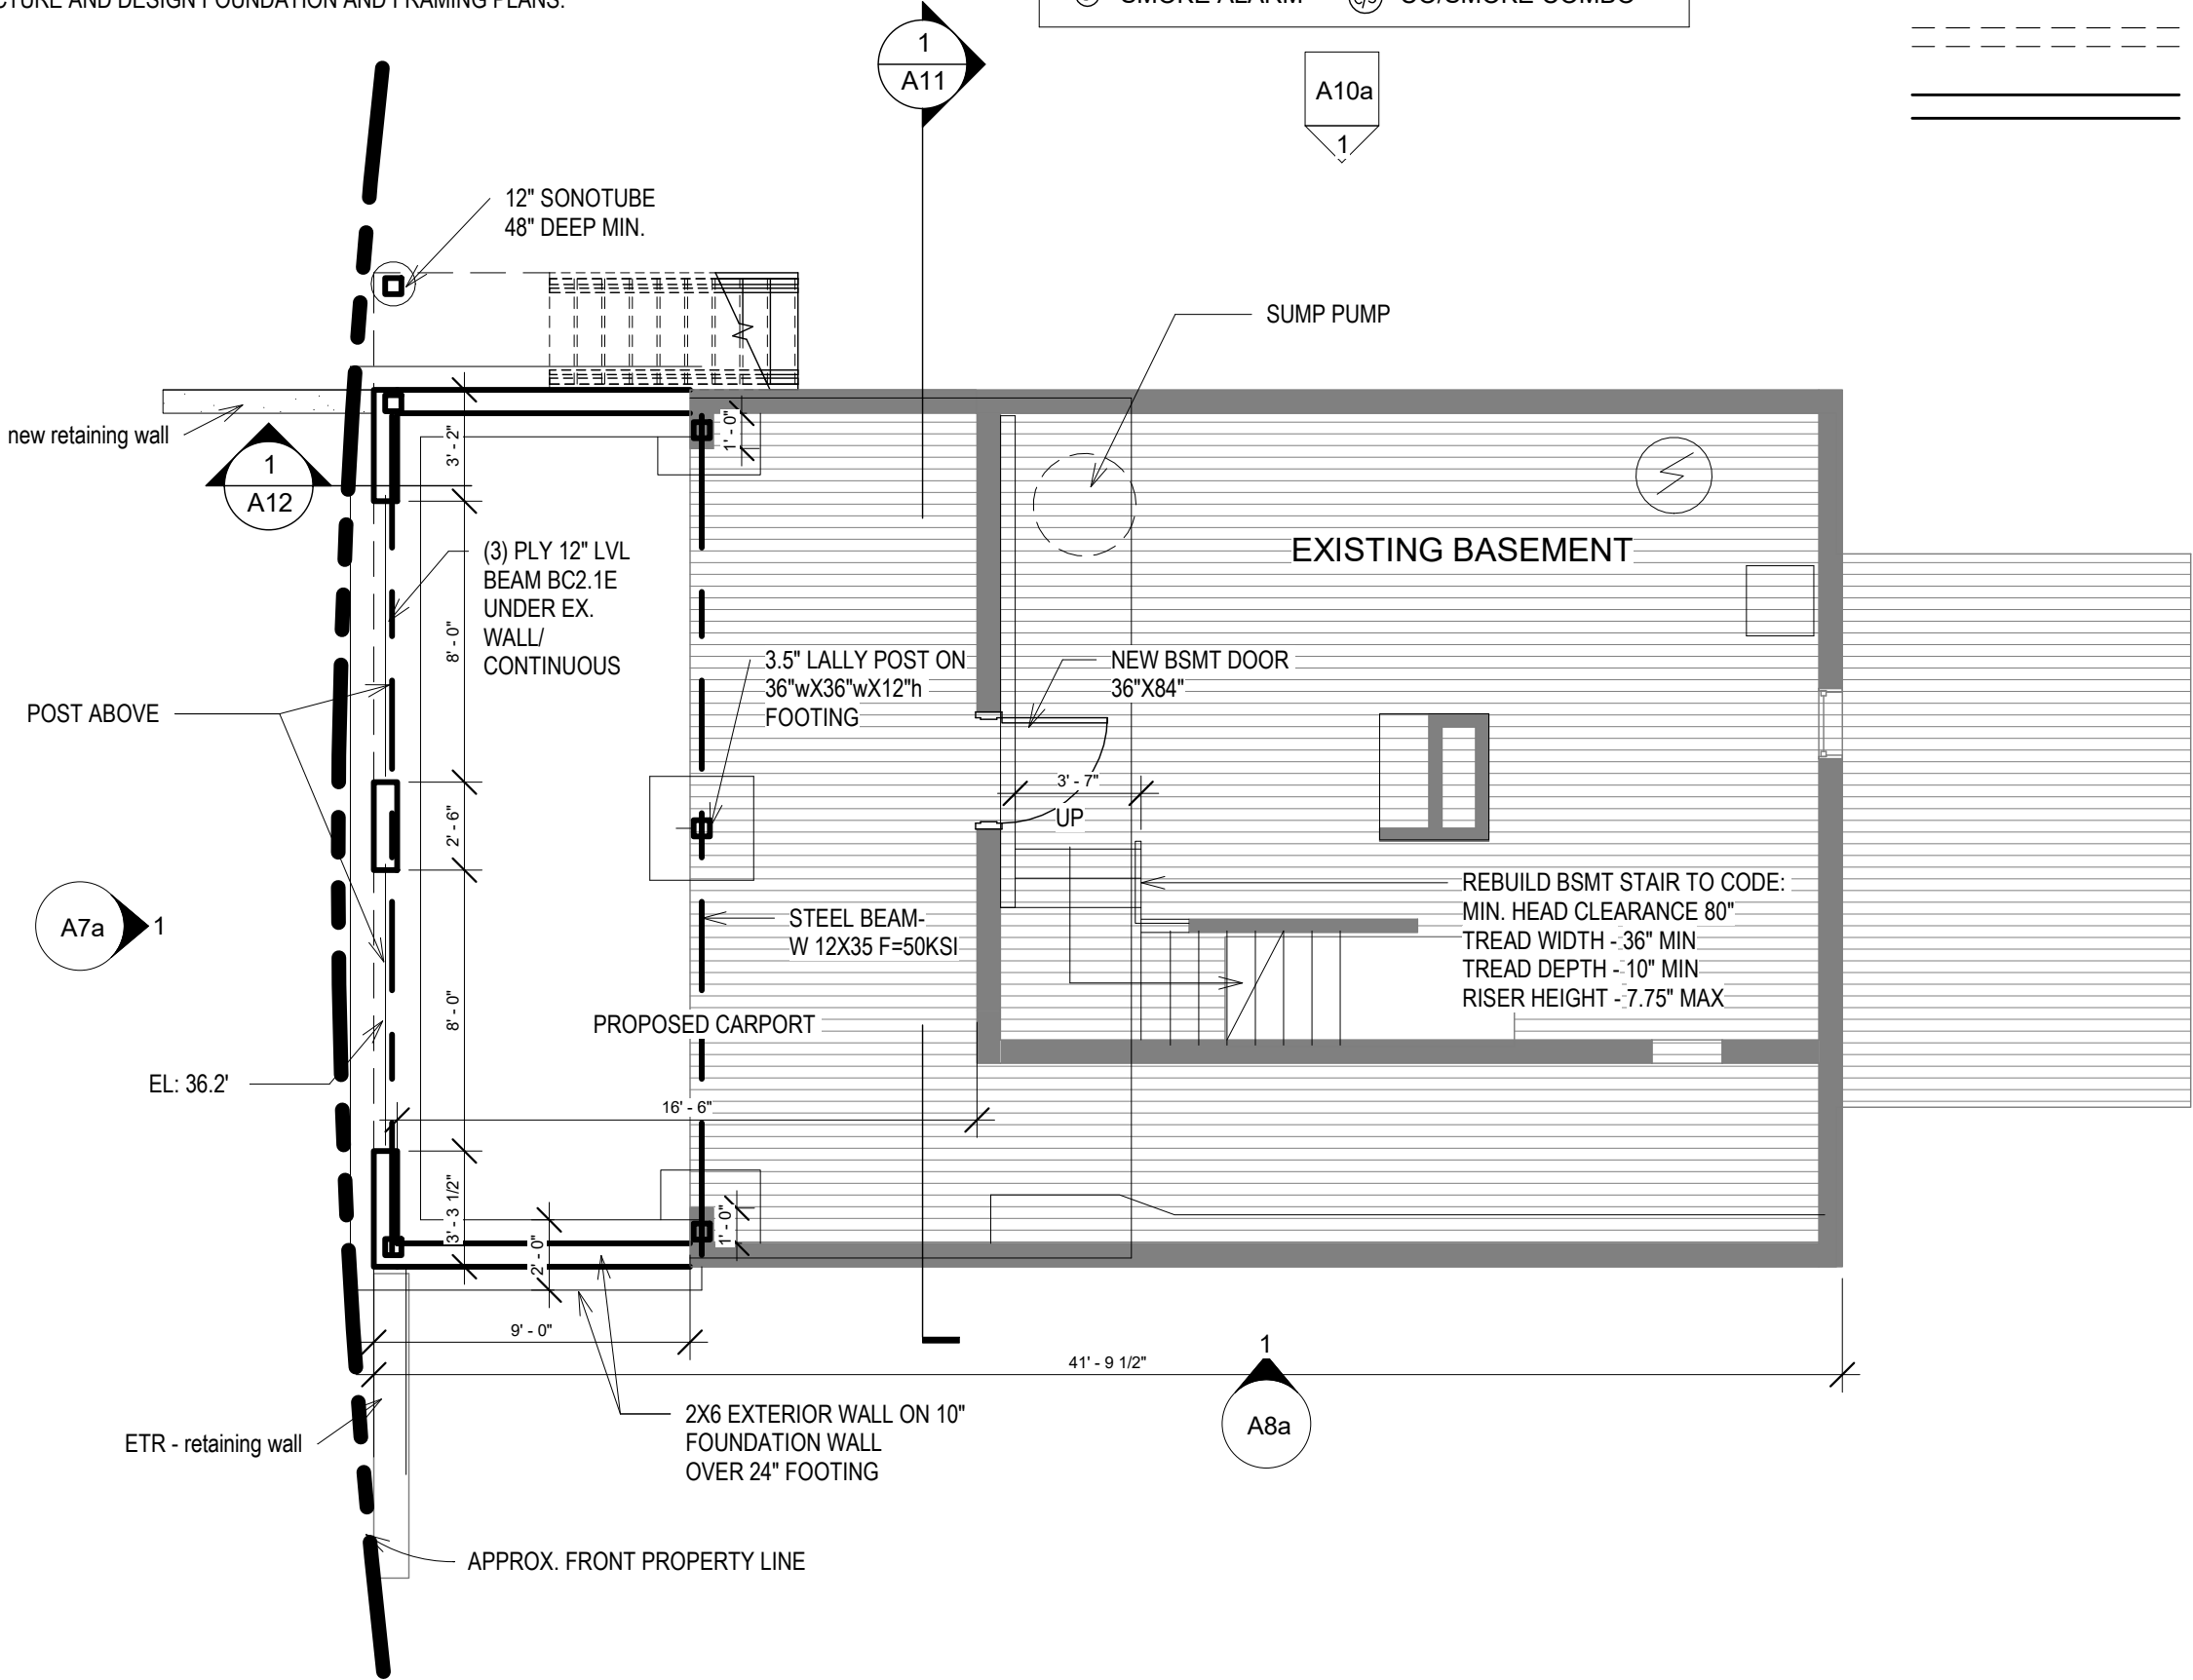 FOUNDATION AND FRAMING PLANS.
SMOKE ALARM
CO/SMOKE COMBO
1
A11
A10a
1
12" SONOTUBE
48" DEEP MIN.
SUMP PUMP
new retaining wall
1
A12
3' - 2"
1' - 0"
(3) PLY 12" LVL
BEAM BC2.1E
UNDER EX.
WALL/
CONTINUOUS
EXISTING BASEMENT
8' - 0"
POST ABOVE
3.5" LALLY POST ON
36"wX36"wX12"h
FOOTING
NEW BSMT DOOR
36"X84"
3' - 7"
UP
2' - 6"
A7a
1
STEEL BEAM-
W 12X35 F=50KSI
REBUILD BSMT STAIR TO CODE:
MIN. HEAD CLEARANCE 80"
TREAD WIDTH - 36" MIN
TREAD DEPTH - 10" MIN
RISER HEIGHT - 7.75" MAX
8' - 0"
PROPOSED CARPORT
EL: 36.2'
16' - 6"
3' - 3 1/2"
2' - 0"
1' - 0"
9' - 0"
41' - 9 1/2"
1
A8a
2X6 EXTERIOR WALL ON 10"
FOUNDATION WALL
OVER 24" FOOTING
ETR - retaining wall
APPROX. FRONT PROPERTY LINE